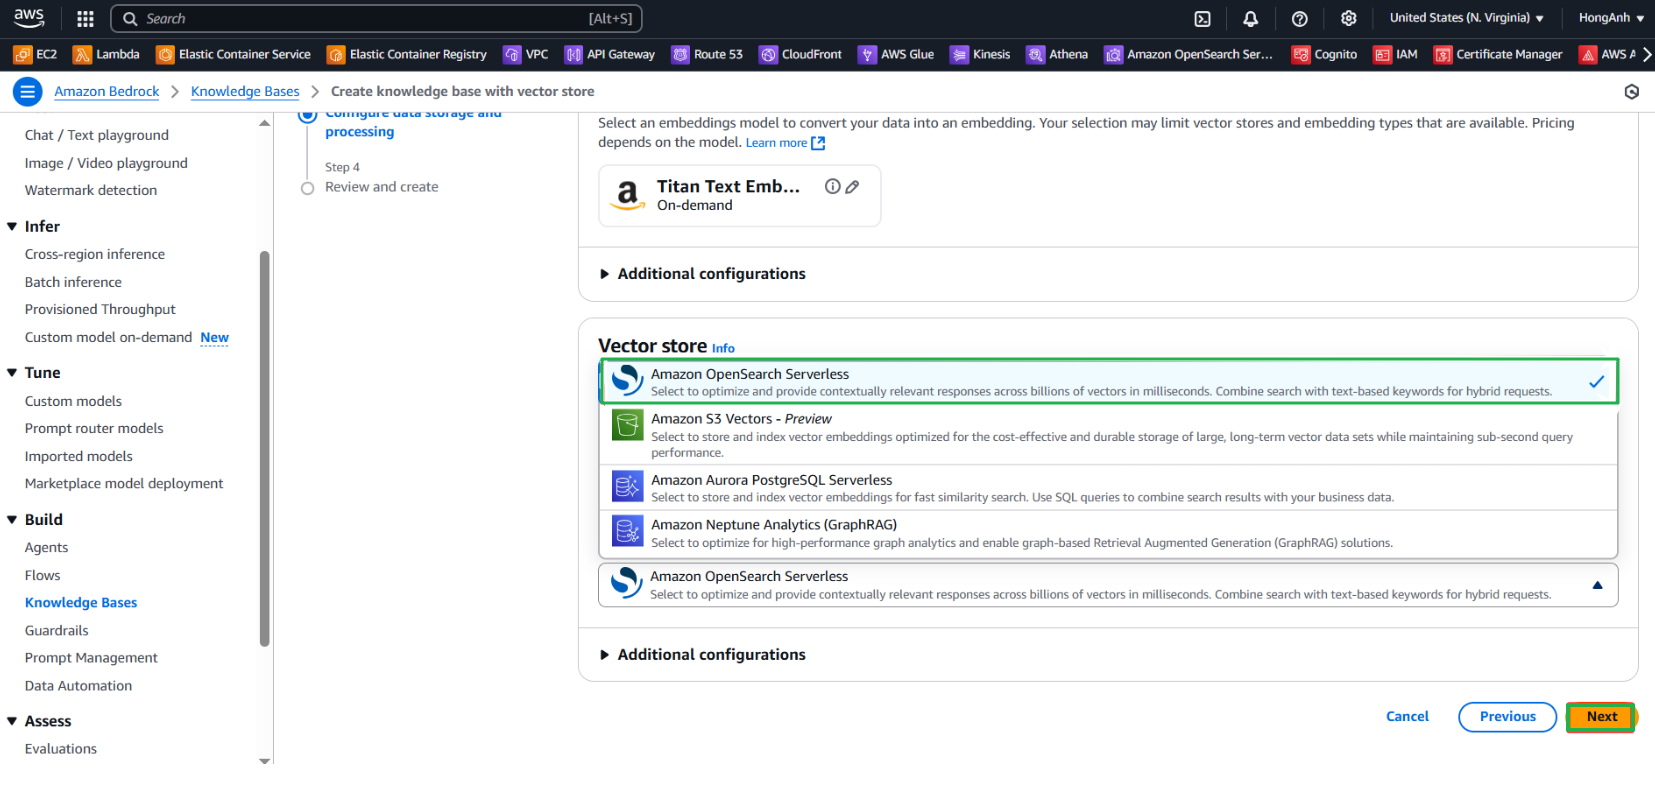 aws
Search [Alt+S]
United States (N. Virginia) HongAnh
EC2 Lambda Elastic Container Service Elastic Container Registry VPC API Gateway Route 53 CloudFront AWS Glue Kinesis Athena Amazon OpenSearch Ser... Cognito IAM Certificate Manager AWS A
Amazon Bedrock Knowledge Bases Create knowledge base with vector store
Chat / Text playground
Image / Video playground
Watermark detection
Infer
Cross-region inference
Batch inference
Provisioned Throughput
Custom model on-demand New
Tune
Custom models
Prompt router models
Imported models
Marketplace model deployment
Build
Agents
Flows
Knowledge Bases
Guardrails
Prompt Management
Data Automation
Assess
Evaluations
Configure data storage and
processing
Step 4
Review and create
Select an embeddings model to convert your data into an embedding. Your selection may limit vector stores and embedding types that are available. Pricing
depends on the model. Learn more
a Titan Text Emb...
On-demand
Additional configurations
Vector store Info
Amazon OpenSearch Serverless
Select to optimize and provide contextually relevant responses across billions of vectors in milliseconds. Combine search with text-based keywords for hybrid requests.
Amazon S3 Vectors - Preview
Select to store and index vector embeddings optimized for the cost-effective and durable storage of large, long-term vector data sets while maintaining sub-second query
performance.
Amazon Aurora PostgreSQL Serverless
Select to store and index vector embeddings for fast similarity search. Use SQL queries to combine search results with your business data.
Amazon Neptune Analytics (GraphRAG)
Select to optimize for high-performance graph analytics and enable graph-based Retrieval Augmented Generation (GraphRAG) solutions.
Amazon OpenSearch Serverless
Select to optimize and provide contextually relevant responses across billions of vectors in milliseconds. Combine search with text-based keywords for hybrid requests.
Additional configurations
Cancel Previous Next